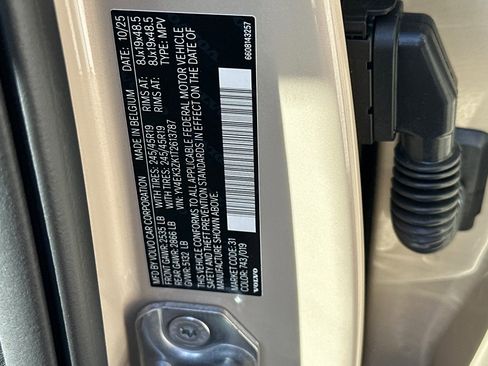 MFD BY VOLVO CAR CORPORATION MADE IN BELGIUM DATE: 10/25
FRONT GAWR: 2535 LB WITH TIRES: 245/45R19 RIMS AT: 8Jx19x48.5
REAR GAWR: 2866 LB WITH TIRES: 245/45R19 RIMS AT: 8Jx19x48.5
GVWR: 5132 LB VIN: YV4EK3ZK1T2613787 TYPE: MPV
THIS VEHICLE CONFORMS TO ALL APPLICABLE FEDERAL MOTOR VEHICLE
SAFETY AND THEFT PREVENTION STANDARDS IN EFFECT ON THE DATE OF
MANUFACTURE SHOWN ABOVE.
MARKET CODE: 31
COLOR: 743/019
VOLVO 6608143257